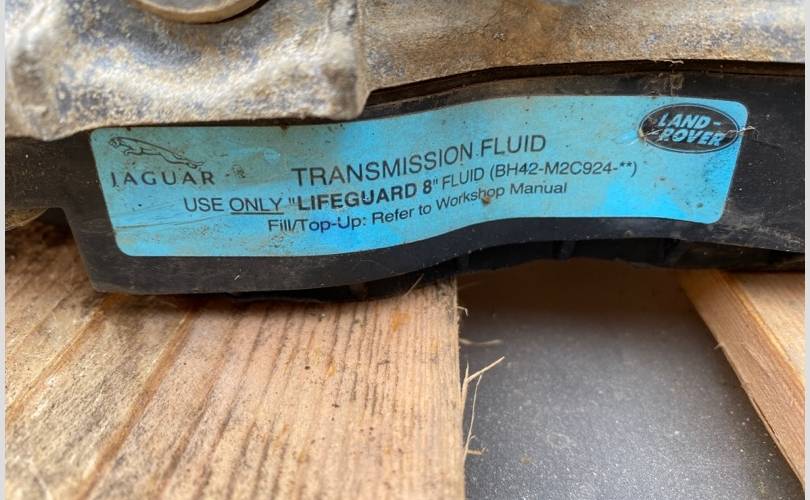 JAGUAR
LAND-
ROVER
TRANSMISSION FLUID
USE ONLY "LIFEGUARD 8" FLUID (BH42-M2C924-**)
Fill/Top-Up: Refer to Workshop Manual